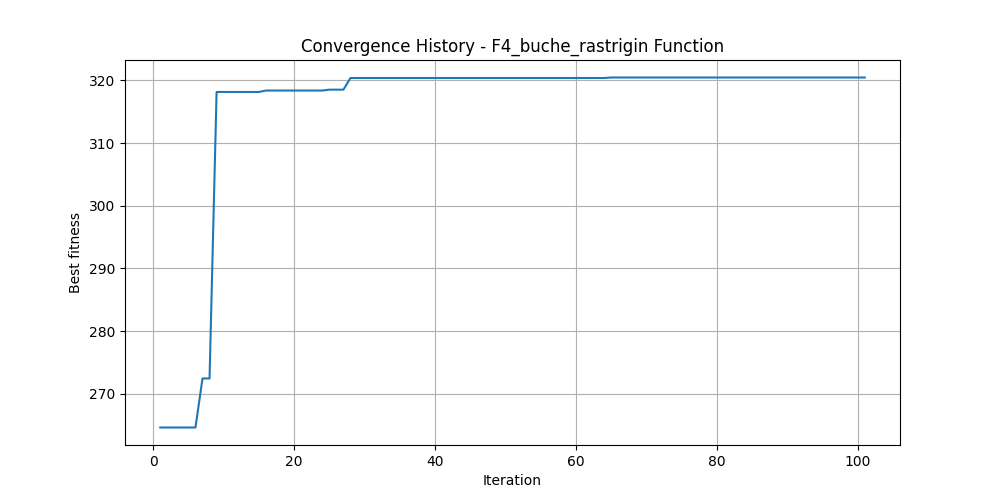 Convergence History - F4_buche_rastrigin Function
Best fitness
320
310
300
290
280
270
0 20 40 60 80 100
Iteration